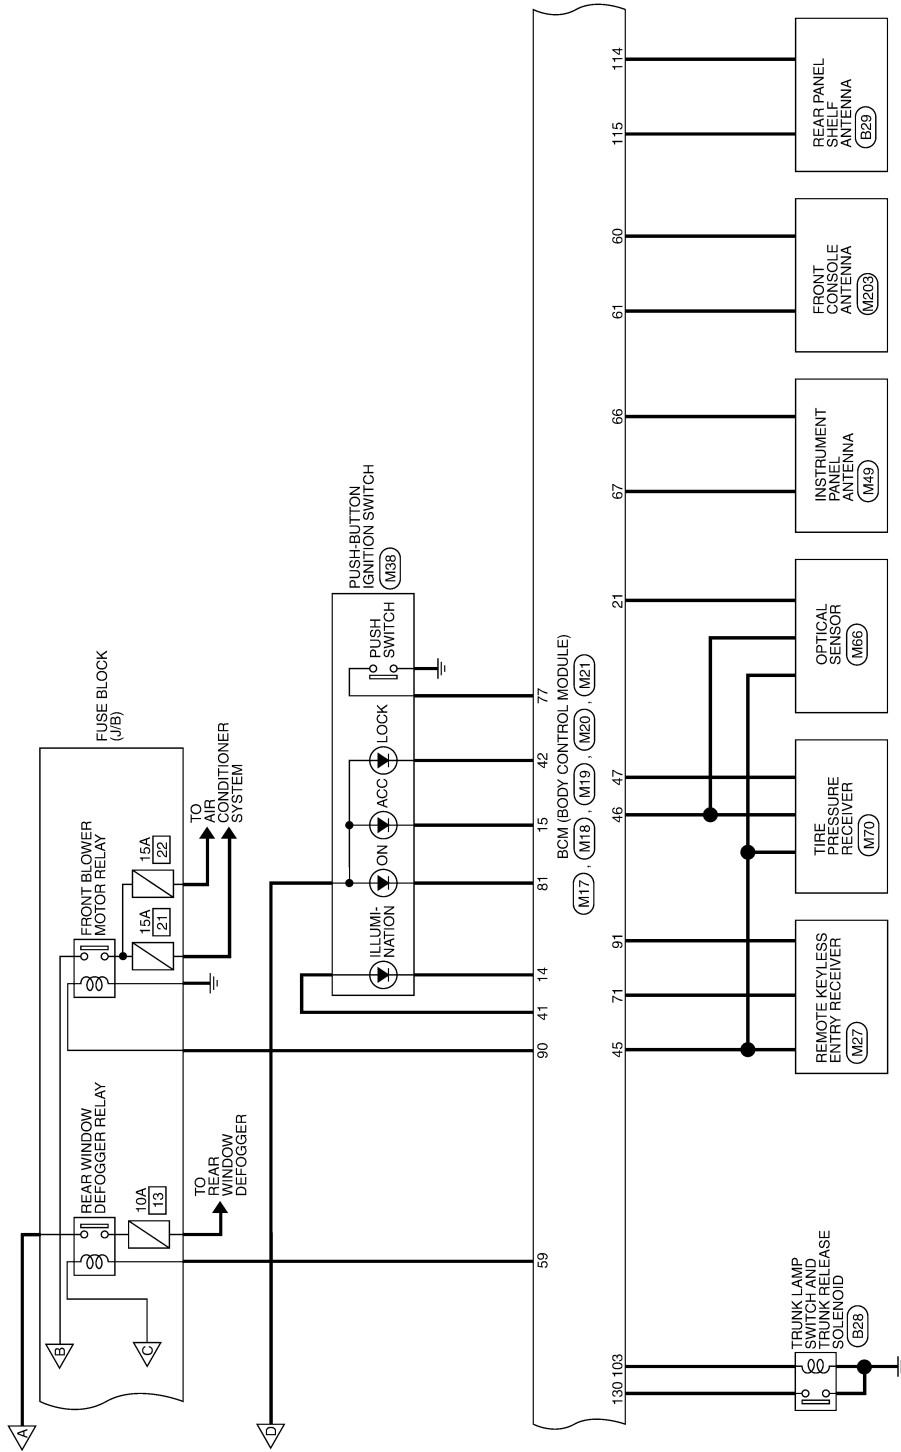 A
B
C
D
FUSE BLOCK
(J/B)
REAR WINDOW
DEFOGGER RELAY
10A
13
TO
REAR
WINDOW
DEFOGGER
FRONT BLOWER
MOTOR RELAY
15A
21
15A
22
TO
AIR
CONDITIONER
SYSTEM
PUSH-BUTTON
IGNITION SWITCH
M38
ILLUMI-
NATION
ON
ACC
LOCK
PUSH
SWITCH
59
90
41
14
81
15
42
77
BCM (BODY CONTROL MODULE)
M17 , M18 , M19 , M20 , M21
130
103
45
71
91
46
47
21
67
66
61
60
115
114
TRUNK LAMP
SWITCH AND
TRUNK RELEASE
SOLENOID
B28
REMOTE KEYLESS
ENTRY RECEIVER
M27
TIRE
PRESSURE
RECEIVER
M70
OPTICAL
SENSOR
M66
INSTRUMENT
PANEL
ANTENNA
M49
FRONT
CONSOLE
ANTENNA
M203
REAR PANEL
SHELF
ANTENNA
B29